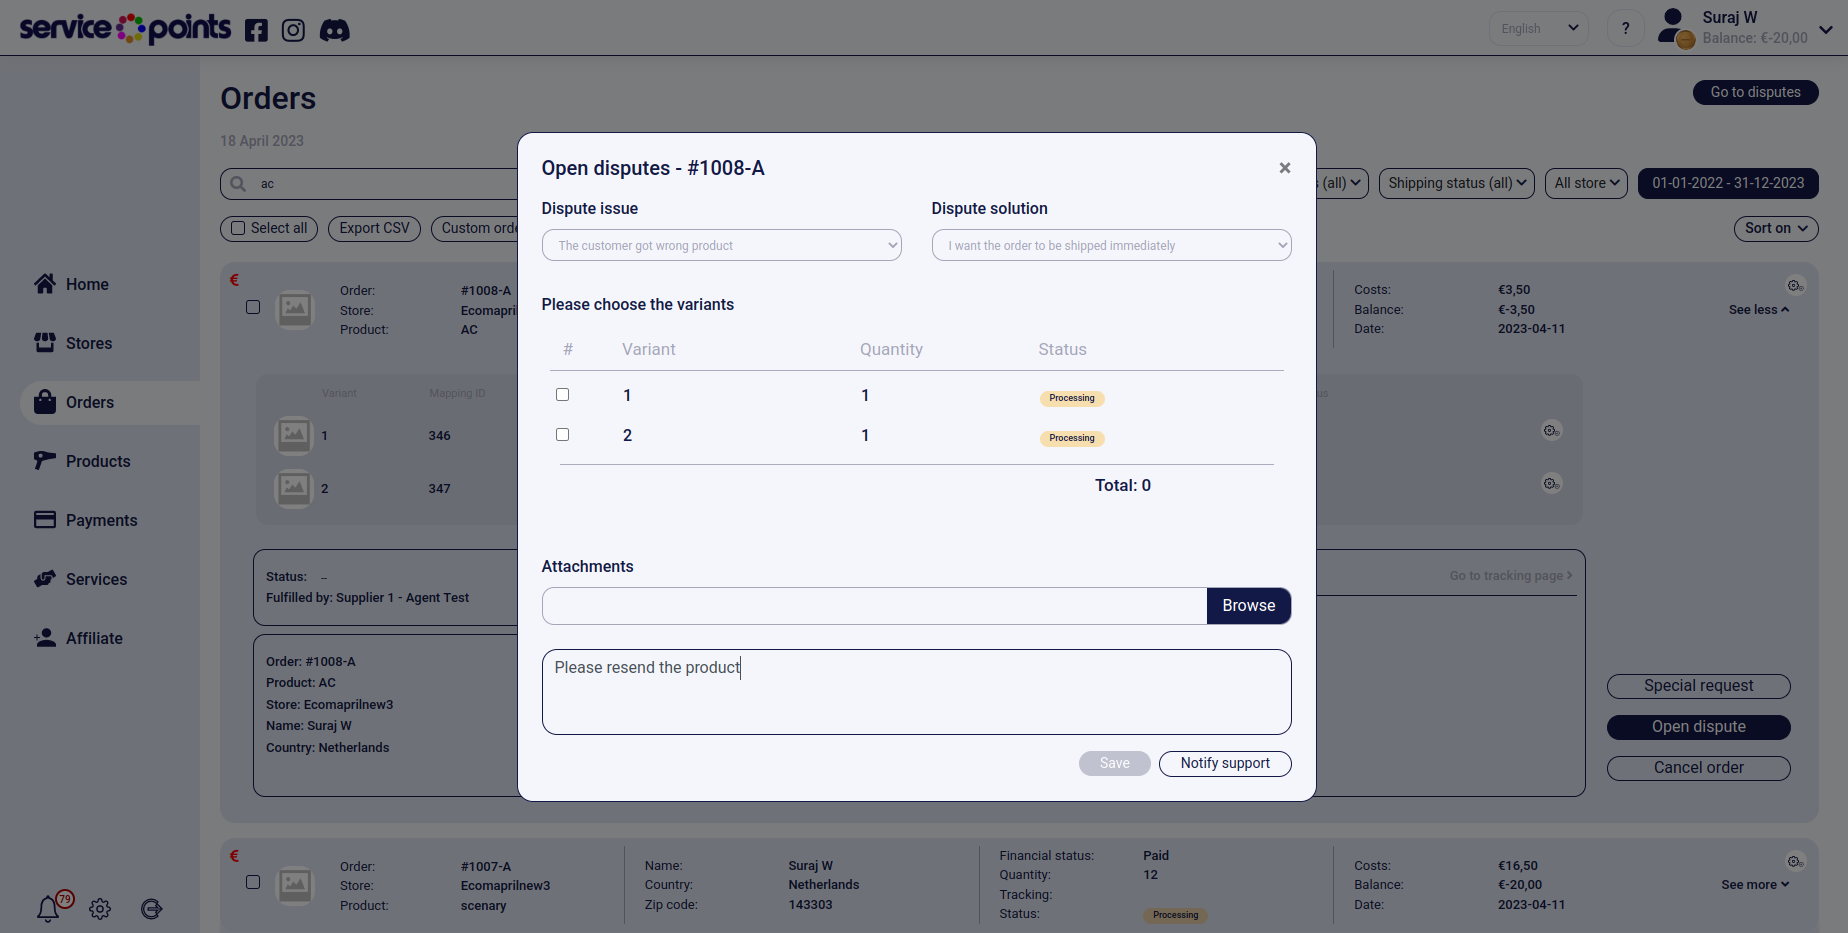 service points
English
?
Suraj W
Balance: €-20,00
Orders
Go to disputes
18 April 2023
ac
(all)
Shipping status (all)
All store
01-01-2022 - 31-12-2023
Select all
Export CSV
Custom orde
Sort on
Home
Stores
Orders
Products
Payments
Services
Affiliate
79
€
Order: #1008-A
Store: Ecomapril
Product: AC
Costs: €3,50
Balance: €-3,50
Date: 2023-04-11
See less
Variant Mapping ID
us
1 346
2 347
Status: --
Fulfilled by: Supplier 1 - Agent Test
Go to tracking page
Order: #1008-A
Product: AC
Store: Ecomaprilnew3
Name: Suraj W
Country: Netherlands
Special request
Open dispute
Cancel order
Open disputes - #1008-A
×
Dispute issue
Dispute solution
The customer got wrong product
I want the order to be shipped immediately
Please choose the variants
# Variant Quantity Status
1 1 Processing
2 1 Processing
Total: 0
Attachments
Browse
Please resend the product
Save
Notify support
€
Order: #1007-A
Store: Ecomaprilnew3
Product: scenary
Name: Suraj W
Country: Netherlands
Zip code: 143303
Financial status: Paid
Quantity: 12
Tracking:
Status: Processing
Costs: €16,50
Balance: €-20,00
Date: 2023-04-11
See more